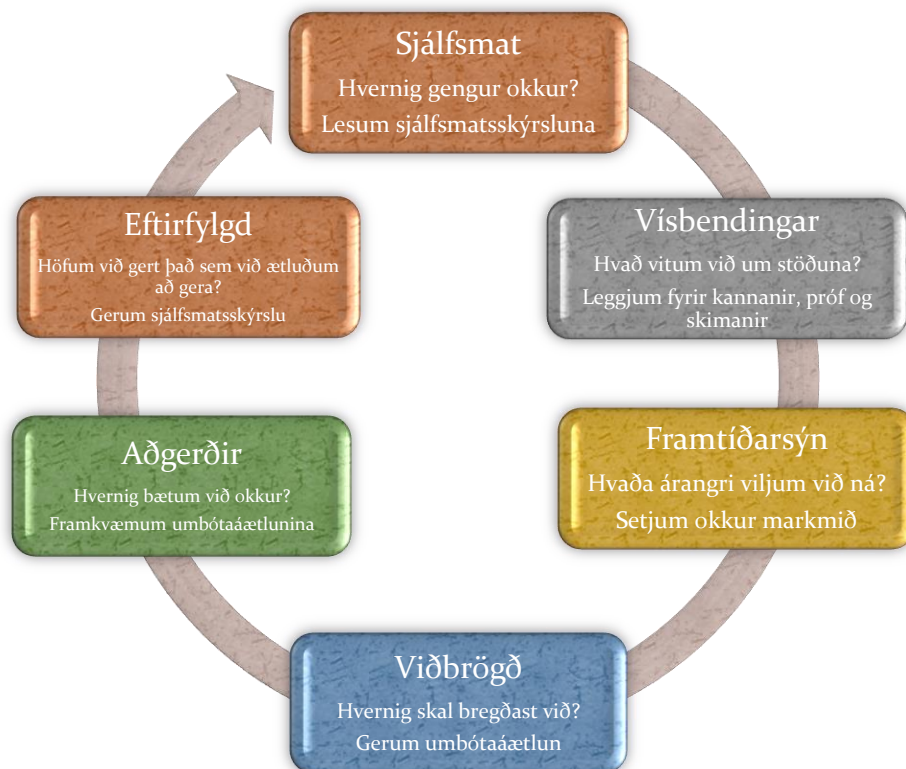 Sjálfsmat
Hvernig gengur okkur?
Lesum sjálfsmatsskýrsluna
Vísbendingar
Hvað vitum við um stöðuna?
Leggjum fyrir kannanir, próf og
skimanir
Framtíðarsýn
Hvaða árangri viljum við ná?
Setjum okkur markmið
Viðbrögð
Hvernig skal bregðast við?
Gerum umbótaáætlun
Aðgerðir
Hvernig bætum við okkur?
Framkvæmum umbótaáætlunina
Eftirfylgd
Höfum við gert það sem við ætluðum
að gera?
Gerum sjálfsmatsskýrslu